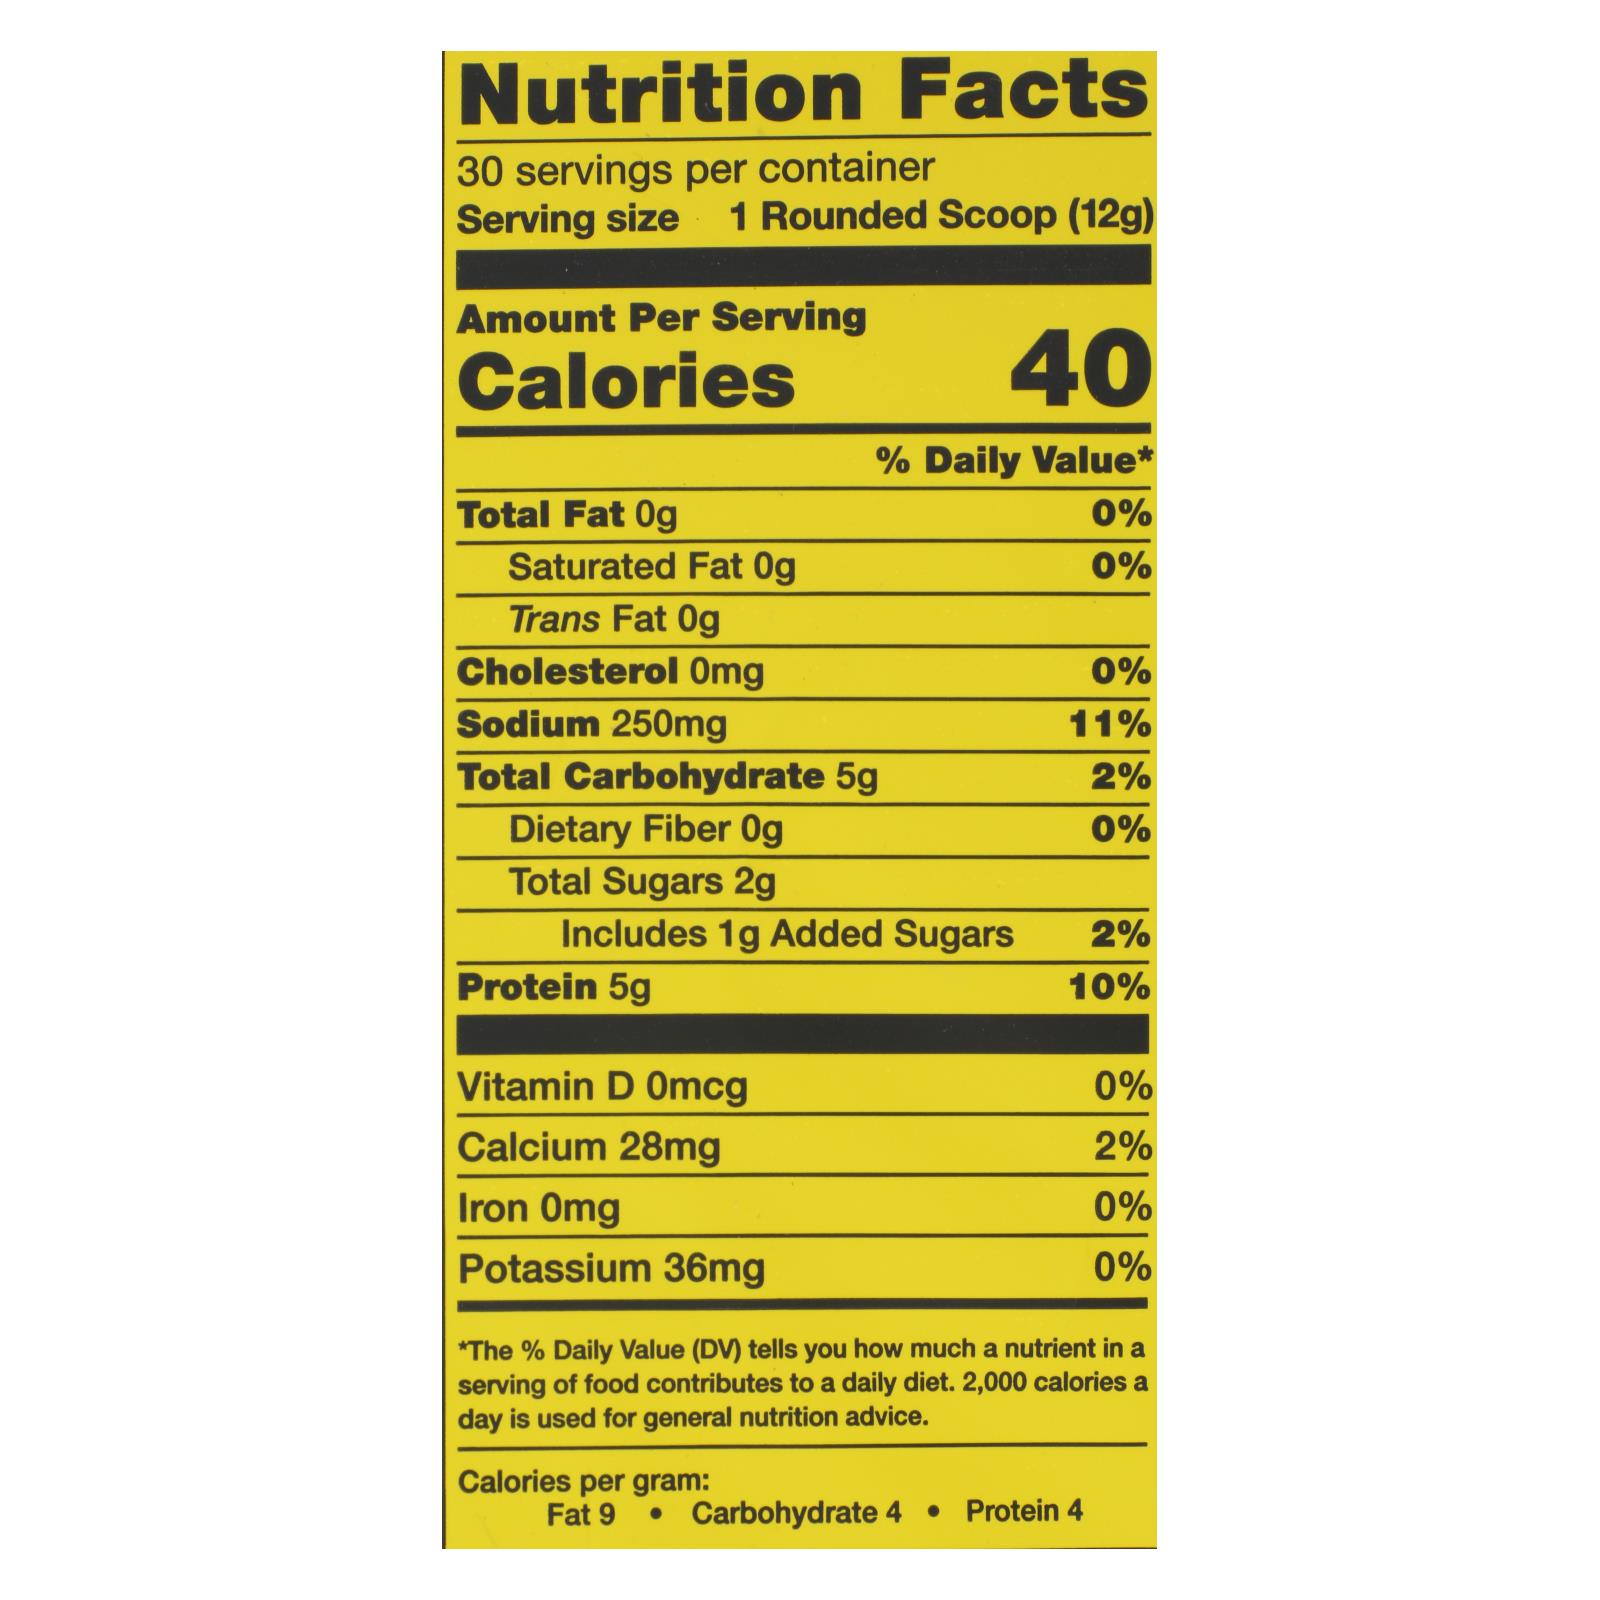 Nutrition Facts
30 servings per container
Serving size 1 Rounded Scoop (12g)
Amount Per Serving
Calories 40
% Daily Value*
Total Fat 0g 0%
Saturated Fat 0g 0%
Trans Fat 0g
Cholesterol 0mg 0%
Sodium 250mg 11%
Total Carbohydrate 5g 2%
Dietary Fiber 0g 0%
Total Sugars 2g
Includes 1g Added Sugars 2%
Protein 5g 10%
Vitamin D 0mcg 0%
Calcium 28mg 2%
Iron 0mg 0%
Potassium 36mg 0%
*The % Daily Value (DV) tells you how much a nutrient in a
serving of food contributes to a daily diet. 2,000 calories a
day is used for general nutrition advice.
Calories per gram:
Fat 9 • Carbohydrate 4 • Protein 4